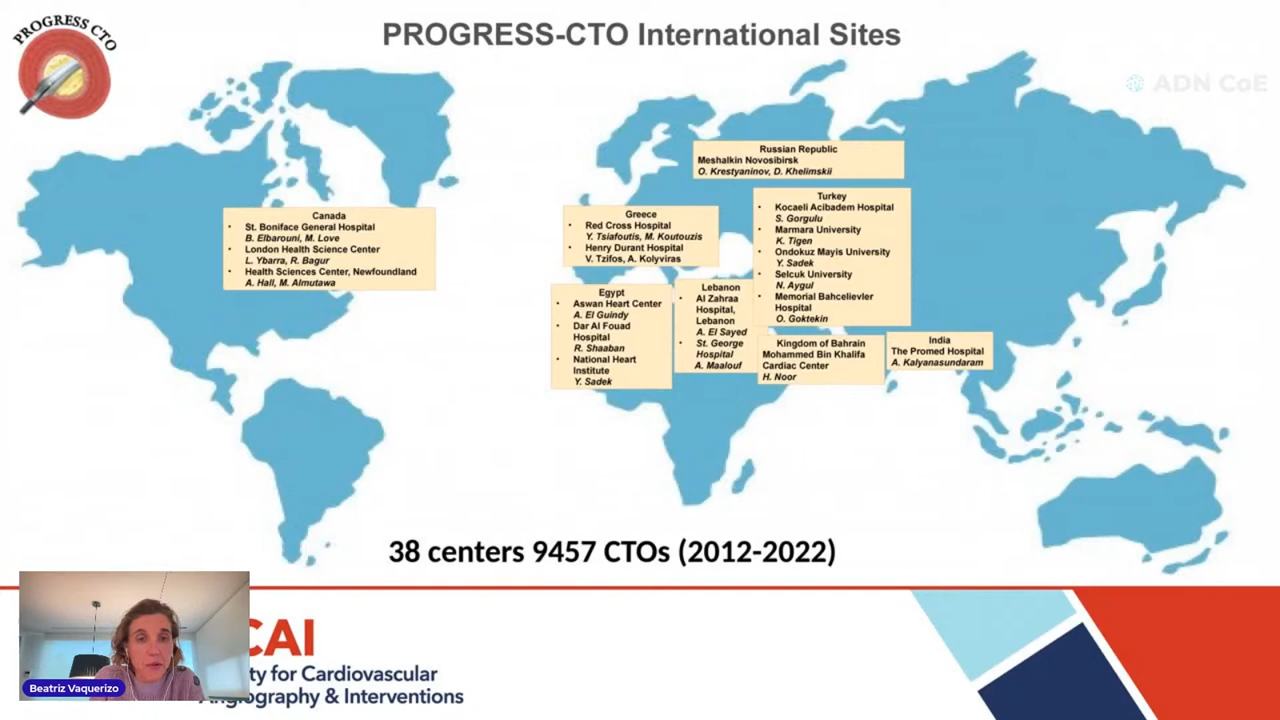 PROGRESS CTO
PROGRESS-CTO International Sites
ADN CoE
Canada
• St. Boniface General Hospital
B. Elbarouni, M. Love
• London Health Science Center
L. Ybarra, R. Bagur
• Health Sciences Center, Newfoundland
A. Hall, M. Almutawa
Russian Republic
Meshalkin Novosibirsk
O. Krestyaninov, D. Khelimskii
Greece
• Red Cross Hospital
Y. Tsiafoutis, M. Koutouzis
• Henry Durant Hospital
V. Tzifos, A. Kolyviras
Turkey
• Kocaeli Acibadem Hospital
S. Gorgulu
• Marmara University
K. Tigen
• Ondokuz Mayis University
Y. Sadek
• Selcuk University
N. Aygul
• Memorial Bahcelievler
Hospital
O. Goktekin
Egypt
• Aswan Heart Center
A. El Guindy
• Dar Al Fouad
Hospital
R. Shaaban
• National Heart
Institute
Y. Sadek
Lebanon
• Al Zahraa
Hospital,
Lebanon
A. El Sayed
• St. George
Hospital
A. Maalouf
Kingdom of Bahrain
Mohammed Bin Khalifa
Cardiac Center
H. Noor
India
The Promed Hospital
A. Kalyanasundaram
38 centers 9457 CTOs (2012-2022)
CAI
ty for Cardiovascular
Angiography & Interventions
Beatriz Vaquerizo